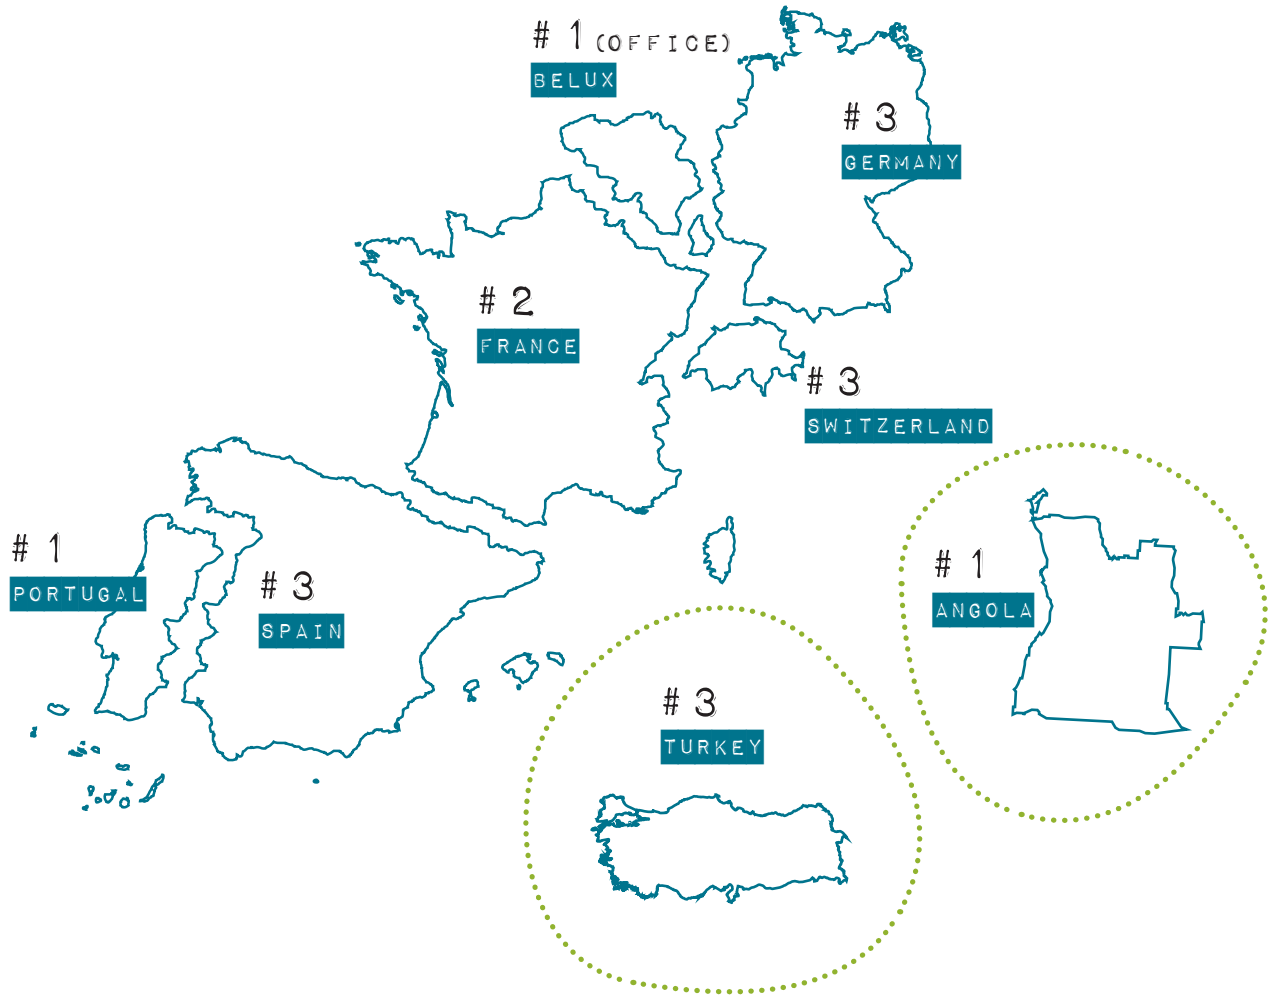 # 1 (OFFICE)
BELUX
# 3
GERMANY
# 2
FRANCE
# 3
SWITZERLAND
# 1
PORTUGAL
# 3
SPAIN
# 1
ANGOLA
# 3
TURKEY